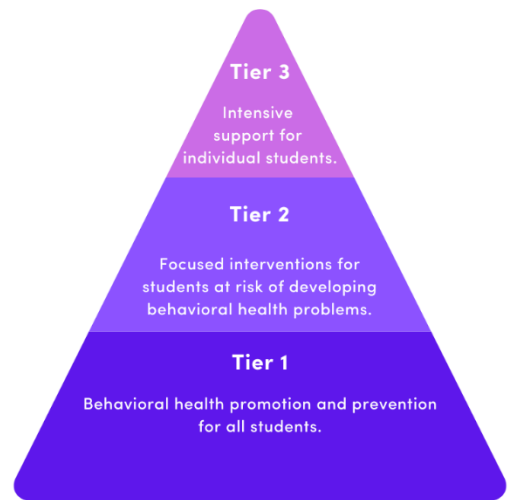 Tier 3
Intensive
support for
individual students.
Tier 2
Focused interventions for
students at risk of developing
behavioral health problems.
Tier 1
Behavioral health promotion and prevention
for all students.